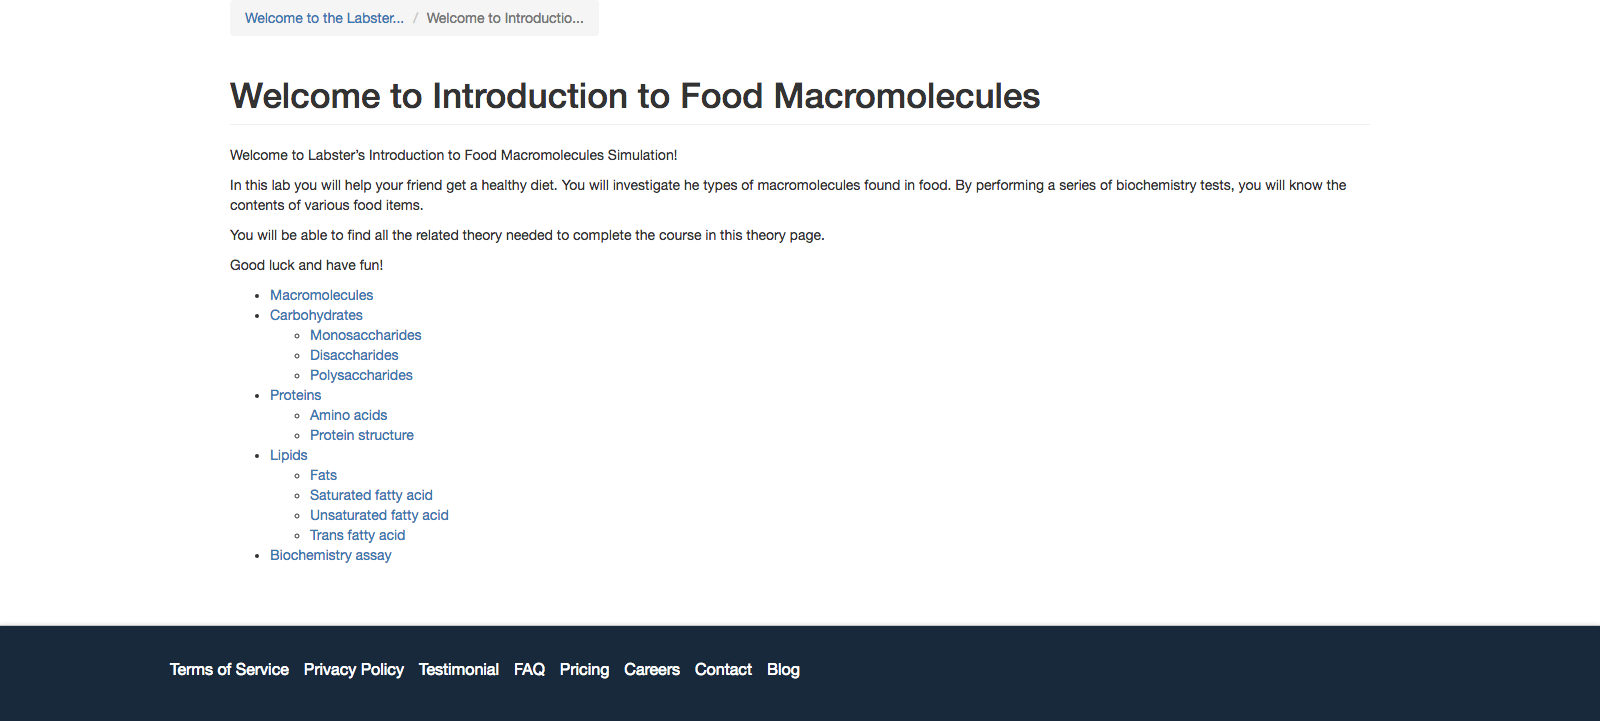 Welcome to the Labster... / Welcome to Introductio...
Welcome to Introduction to Food Macromolecules
Welcome to Labster’s Introduction to Food Macromolecules Simulation!
In this lab you will help your friend get a healthy diet. You will investigate he types of macromolecules found in food. By performing a series of biochemistry tests, you will know the
contents of various food items.
You will be able to find all the related theory needed to complete the course in this theory page.
Good luck and have fun!
Macromolecules
Carbohydrates
Monosaccharides
Disaccharides
Polysaccharides
Proteins
Amino acids
Protein structure
Lipids
Fats
Saturated fatty acid
Unsaturated fatty acid
Trans fatty acid
Biochemistry assay
Terms of Service Privacy Policy Testimonial FAQ Pricing Careers Contact Blog